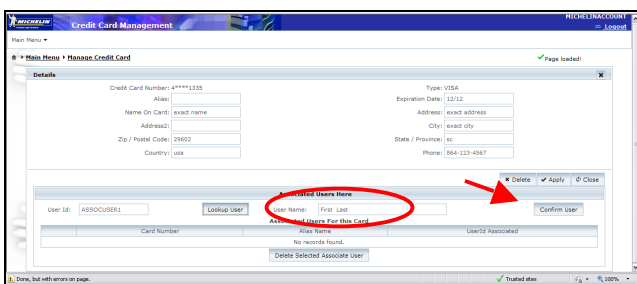 MICHELIN
Credit Card Management
MICHELINACCOUNT
Logout
Main Menu
Main Menu Manage Credit Card
Page loaded!
Details
Credit Card Number: 4****1335 Type: VISA
Alias: Expiration Date: 12/12
Name On Card: exact name Address: exact address
Address2: City: exact city
Zip / Postal Code: 29602 State / Province: sc
Country: usa Phone: 864-123-4567
Delete Apply Close
Associated Users Here
User Id: ASSOCUSER1 Lookup User User Name: First Last Confirm User
Associated Users For this Card
Card Number Alias Name UserId Associated
No records found.
Delete Selected Associate User
Done, but with errors on page. Trusted sites 100%